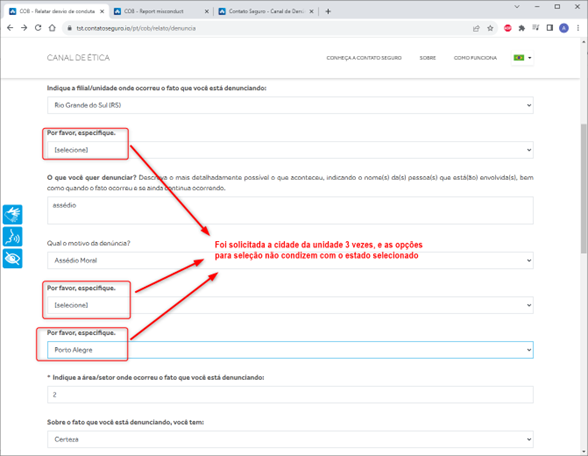 COB - Relatar desvio de conduta
COB - Report misconduct
Contato Seguro - Canal de Denú
tst.contatoseguro.io/pt/cob/relato/denuncia
A
CANAL DE ÉTICA
CONHEÇA A CONTATO SEGURO
SOBRE
COMO FUNCIONA
Indique a filial/unidade onde ocorreu o fato que você está denunciando:
Rio Grande do Sul (RS)
Por favor, especifique.
[selecione]
O que você quer denunciar? Descreva o mais detalhadamente possível o que aconteceu, indicando o nome(s) da(s) pessoa(s) que está(ão) envolvida(s), bem
como quando o fato ocorreu e se ainda continua ocorrendo.
assédio
Foi solicitada a cidade da unidade 3 vezes, e as opções
para seleção não condizem com o estado selecionado
Qual o motivo da denúncia?
Assédio Moral
Por favor, especifique.
[selecione]
Por favor, especifique.
Porto Alegre
* Indique a área/setor onde ocorreu o fato que você está denunciando:
2
Sobre o fato que você está denunciando, você tem:
Certeza